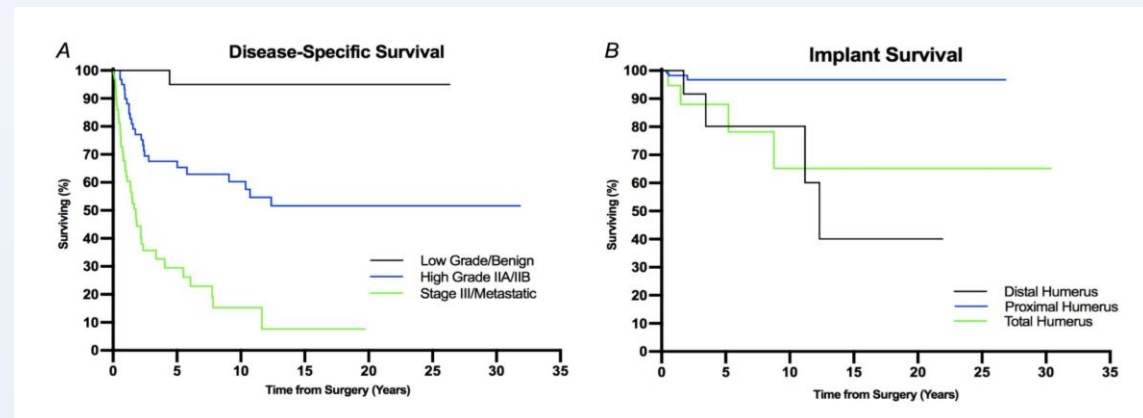 A
Disease-Specific Survival
100
90
80
70
60
50
40
30
20
10
0
Surviving (%)
0 5 10 15 20 25 30 35
Time from Surgery (Years)
Low Grade/Benign
High Grade IIA/IIB
Stage III/Metastatic
B
Implant Survival
100
90
80
70
60
50
40
30
20
10
0
Surviving (%)
0 5 10 15 20 25 30 35
Time from Surgery (Years)
Distal Humerus
Proximal Humerus
Total Humerus